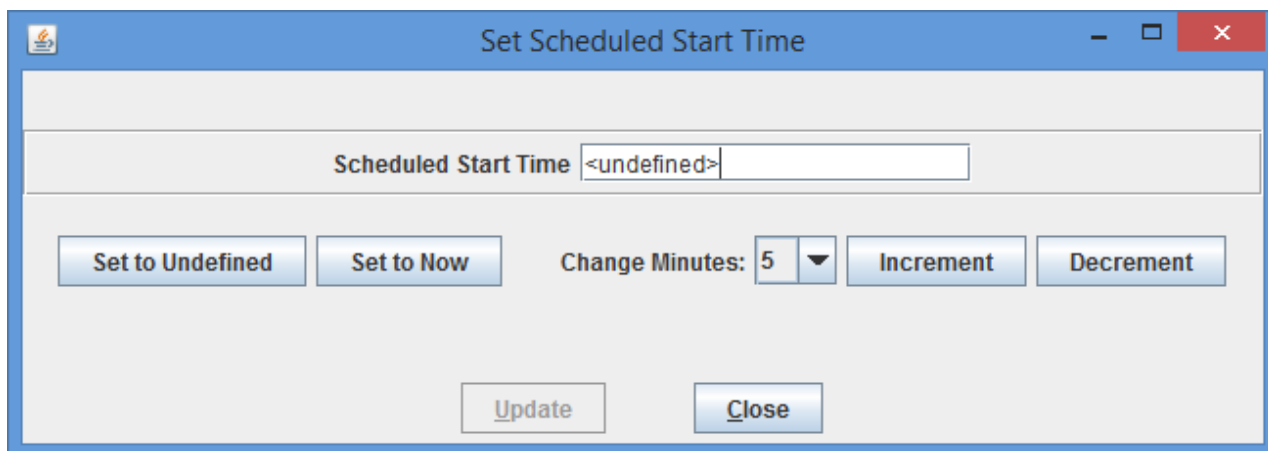 Set Scheduled Start Time
Scheduled Start Time <undefined>
Set to Undefined Set to Now Change Minutes: 5 Increment Decrement
Update Close